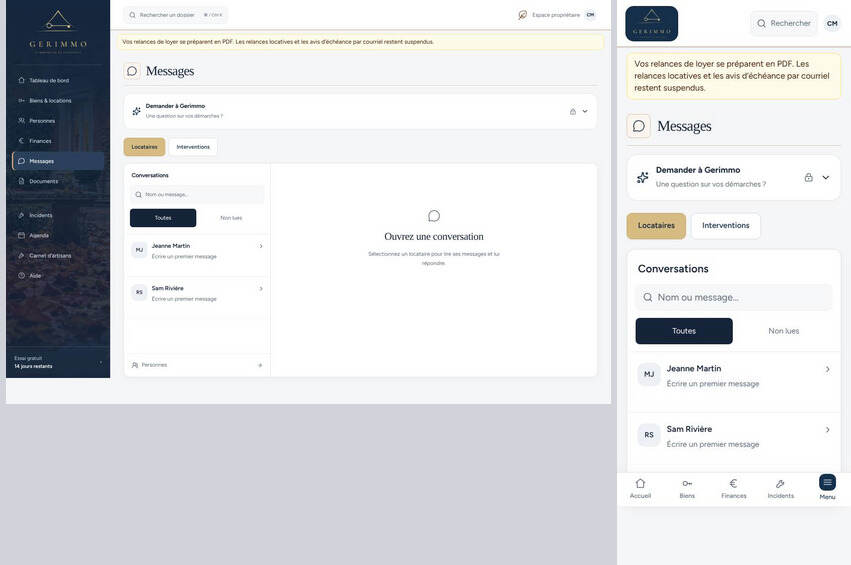 GERIMMO
Tableau de bord
Biens & locations
Personnes
Finances
Messages
Documents
Incidents
Agenda
Carnet d'artisans
Aide
Essai gratuit
14 jours restants
Rechercher un dossier
⌘ / Ctrl K
Espace propriétaire
CM
Vos relances de loyer se préparent en PDF. Les relances locatives et les avis d'échéance par courriel restent suspendus.
Messages
Demander à Gerimmo
Une question sur vos démarches ?
Locataires
Interventions
Conversations
Nom ou message...
Toutes
Non lues
MJ
Jeanne Martin
Écrire un premier message
RS
Sam Rivière
Écrire un premier message
Personnes
Ouvrez une conversation
Sélectionnez un locataire pour lire ses messages et lui
répondre.
GERIMMO
Rechercher
CM
Vos relances de loyer se préparent en PDF. Les
relances locatives et les avis d'échéance par courriel
restent suspendus.
Messages
Demander à Gerimmo
Une question sur vos démarches ?
Locataires
Interventions
Conversations
Nom ou message...
Toutes
Non lues
MJ
Jeanne Martin
Écrire un premier message
RS
Sam Rivière
Écrire un premier message
Accueil
Biens
Finances
Incidents
Menu